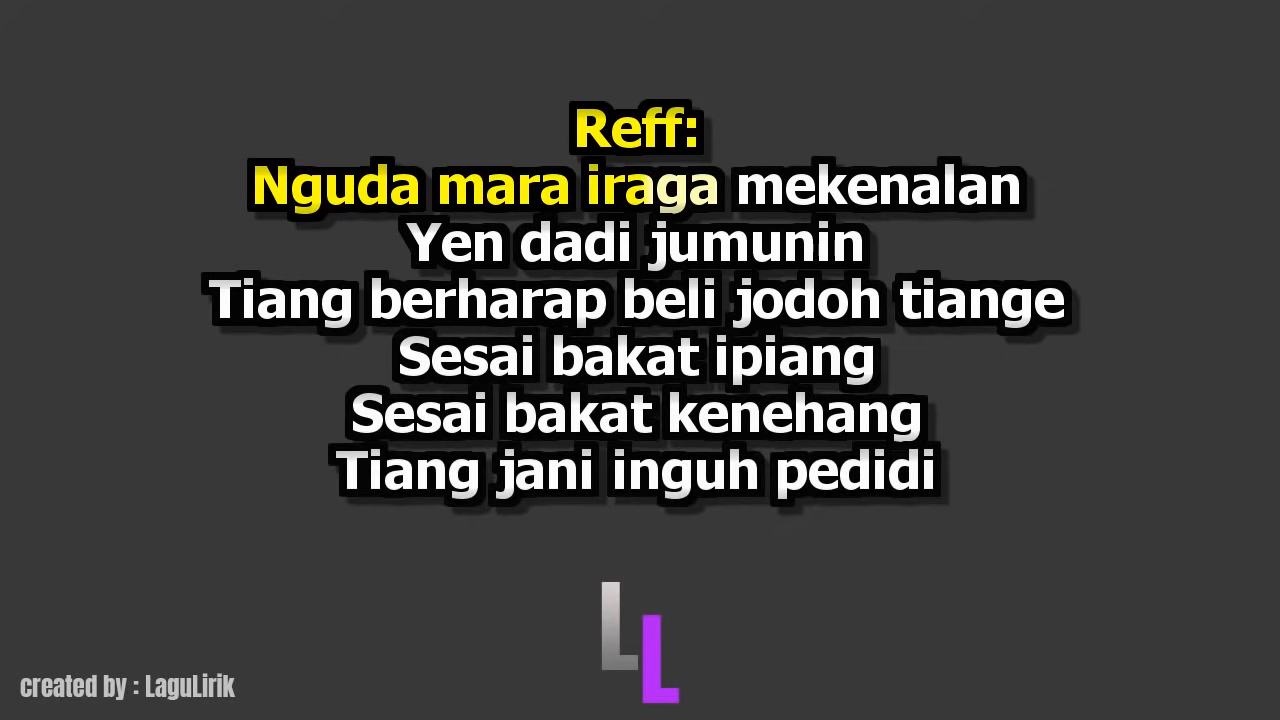 Reff:
Nguda mara iraga mekenalan
Yen dadi jumunin
Tiang berharap beli jodoh tiange
Sesai bakat ipiang
Sesai bakat kenehang
Tiang jani inguh pedidi
LL
created by : LaguLirik